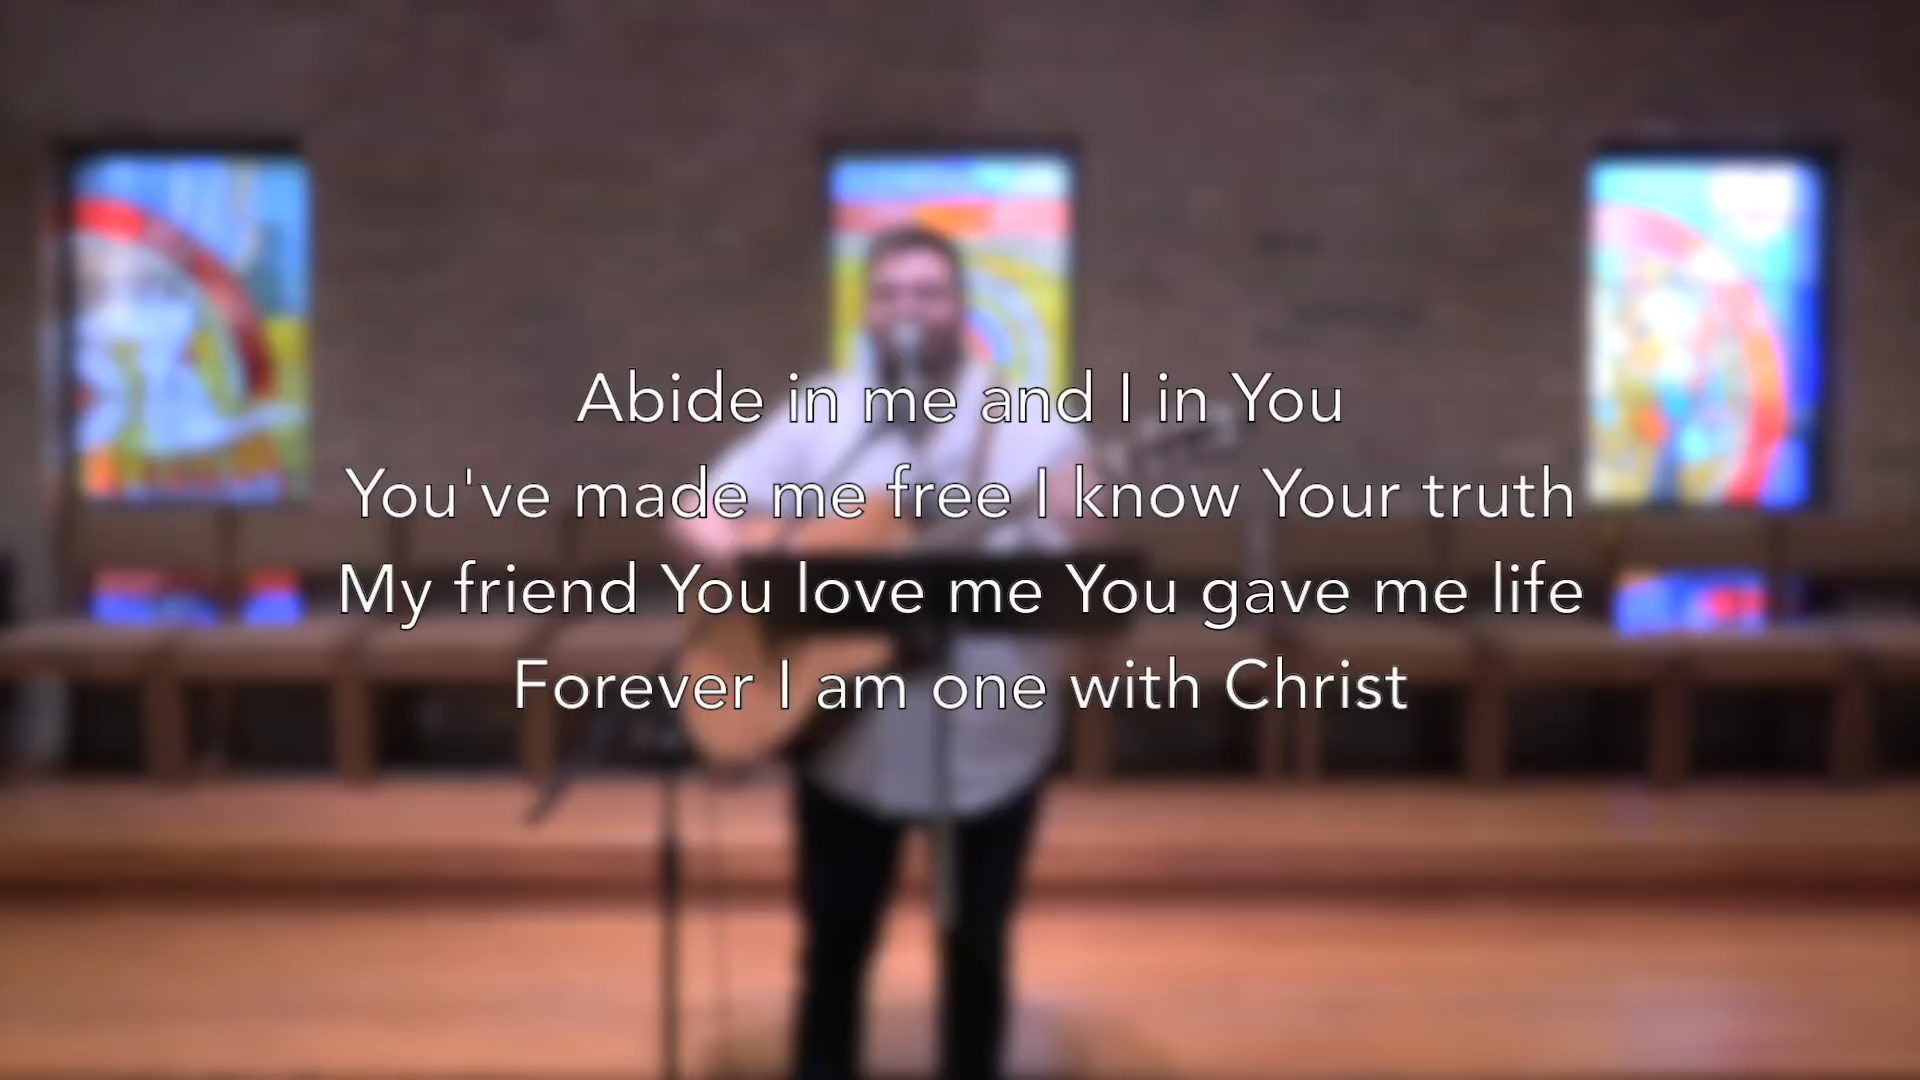 Abide in me and I in You
You've made me free I know Your truth
My friend You love me You gave me life
Forever I am one with Christ